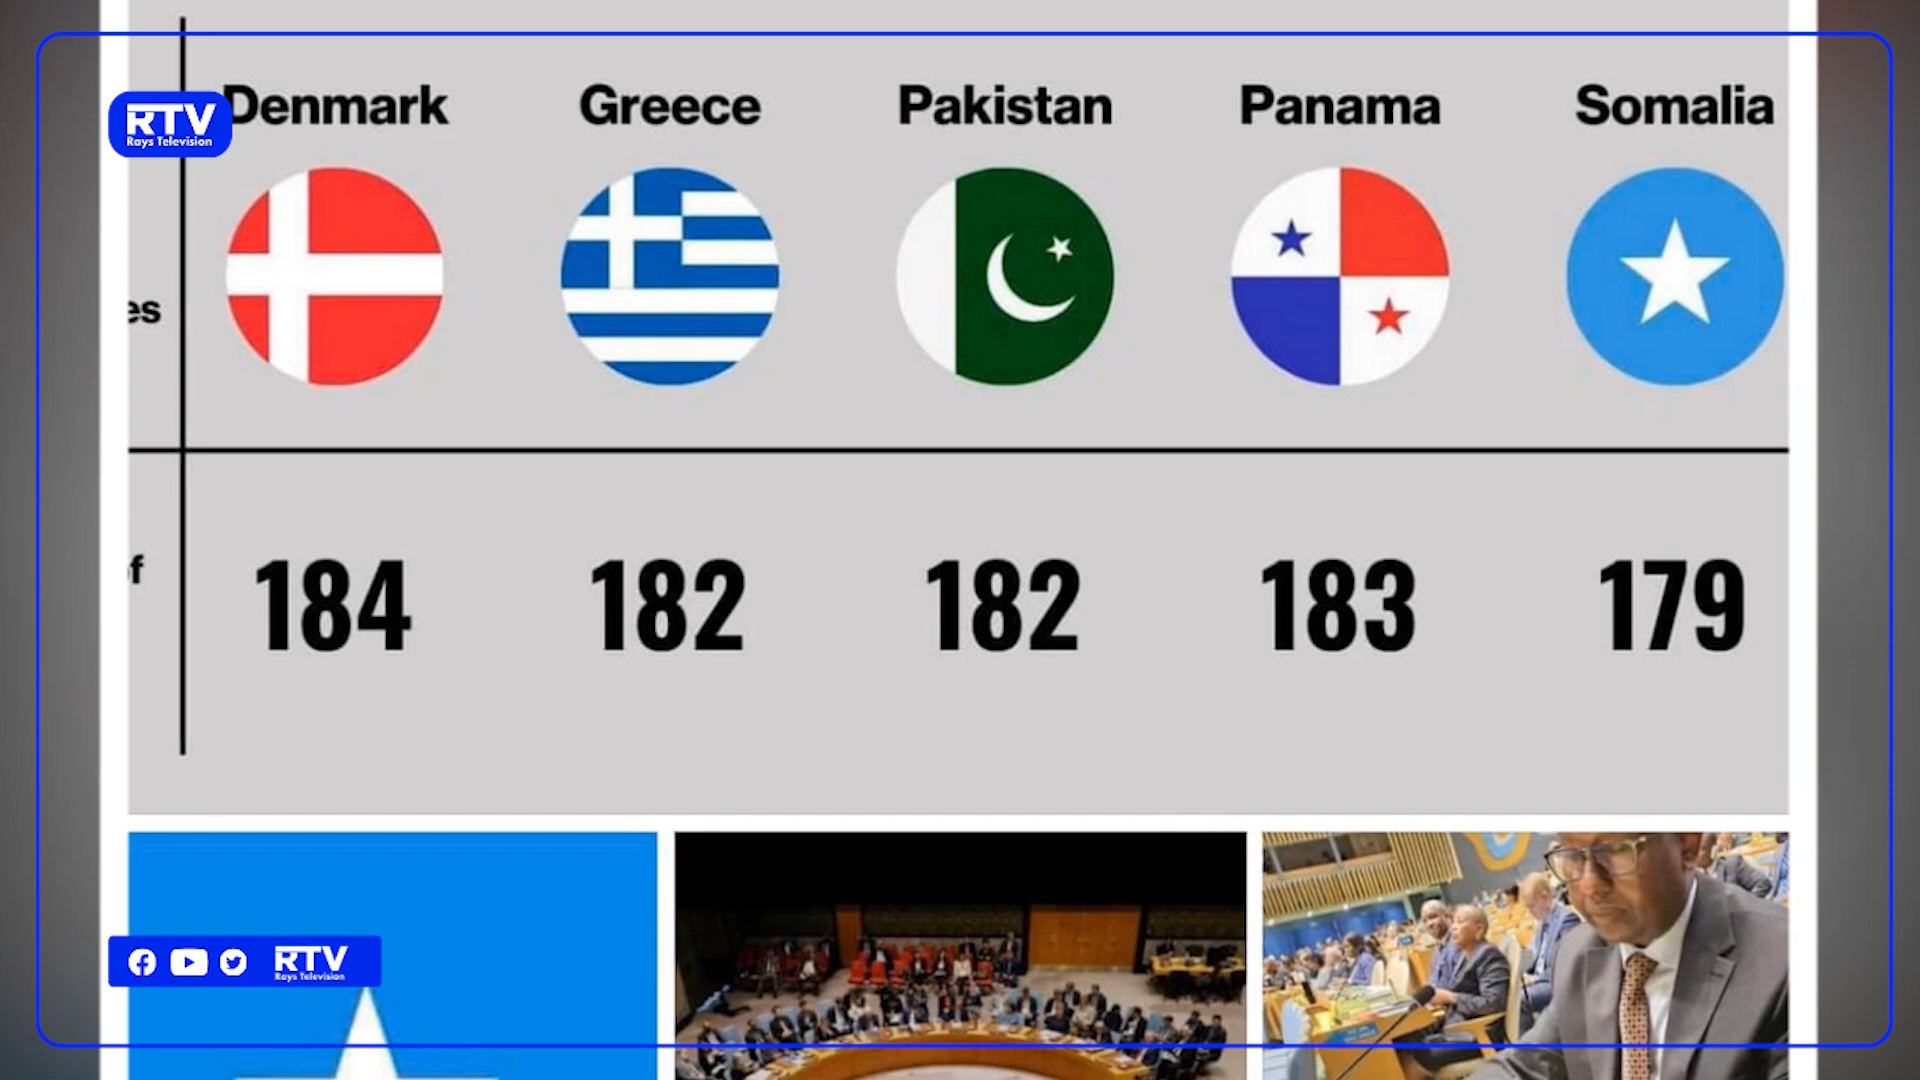 Denmark Greece Pakistan Panama Somalia
RTV
Rays Television
es
f
184 182 182 183 179
RTV
Rays Television